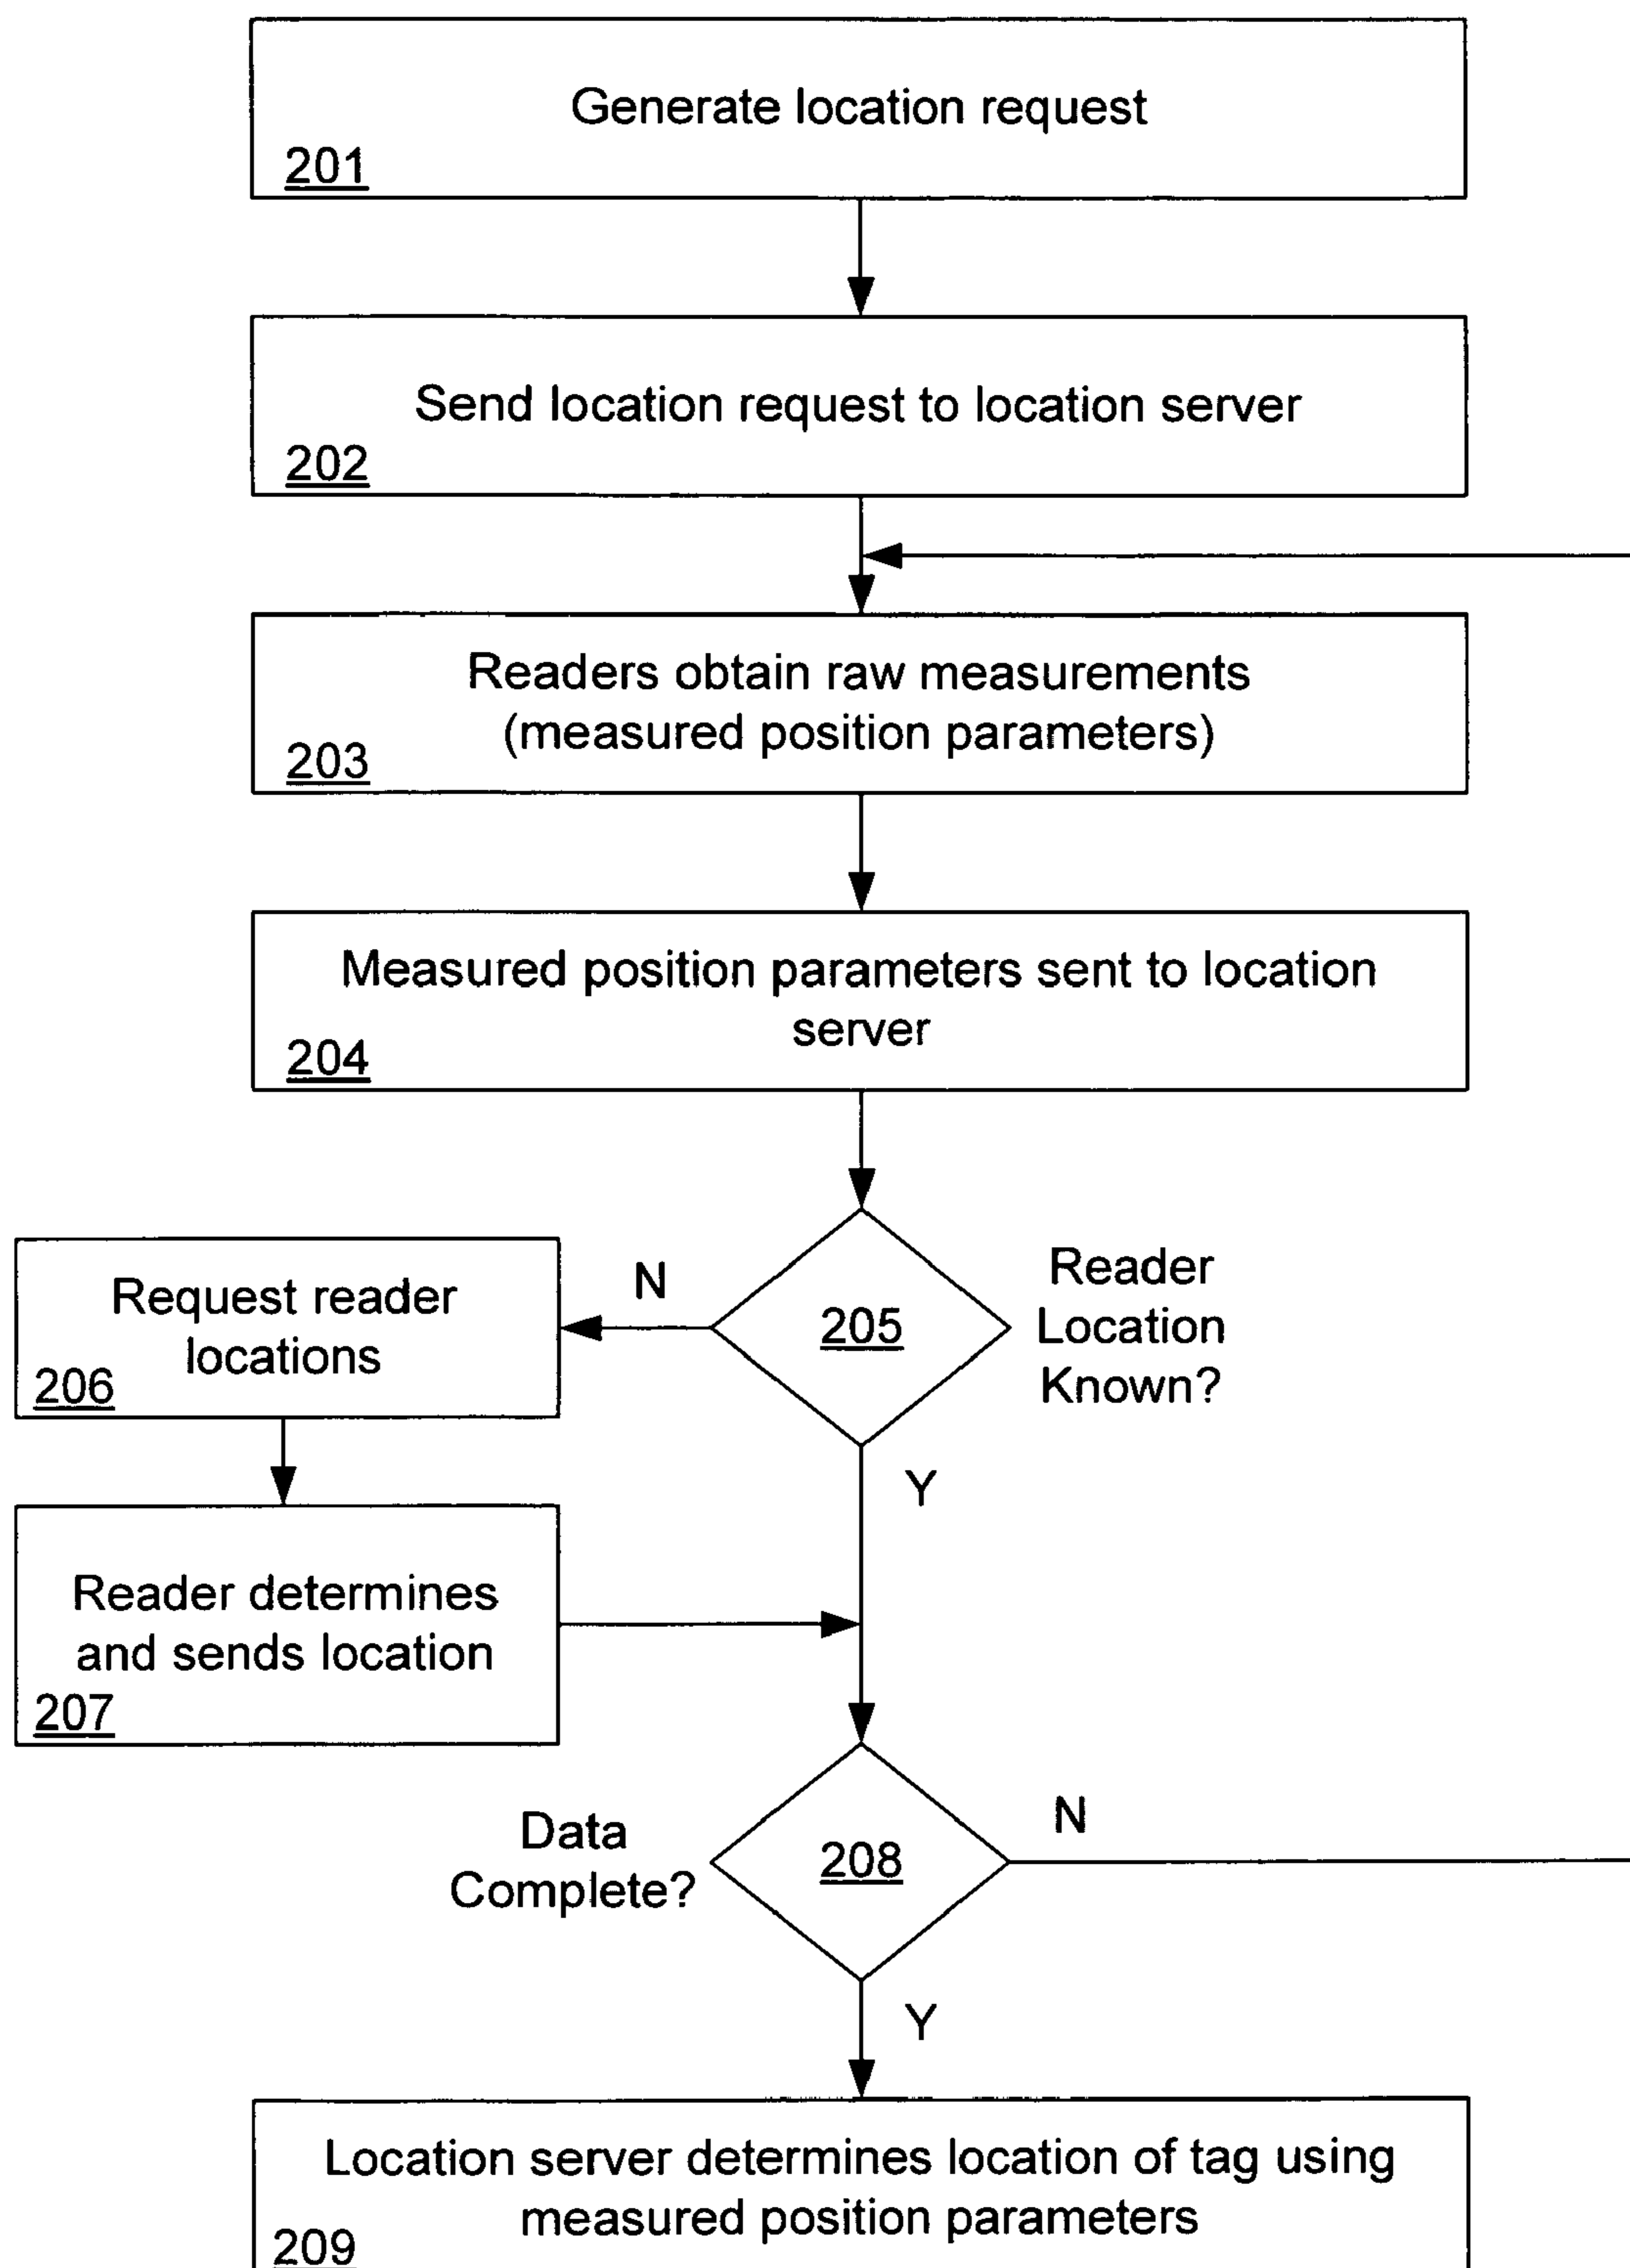 Generate location request
201
Send location request to location server
202
Readers obtain raw measurements
(measured position parameters)
203
Measured position parameters sent to location
server
204
Reader
Location
Known?
205
N
Request reader
locations
206
Y
Reader determines
and sends location
207
Data
Complete?
208
N
Y
Location server determines location of tag using
measured position parameters
209